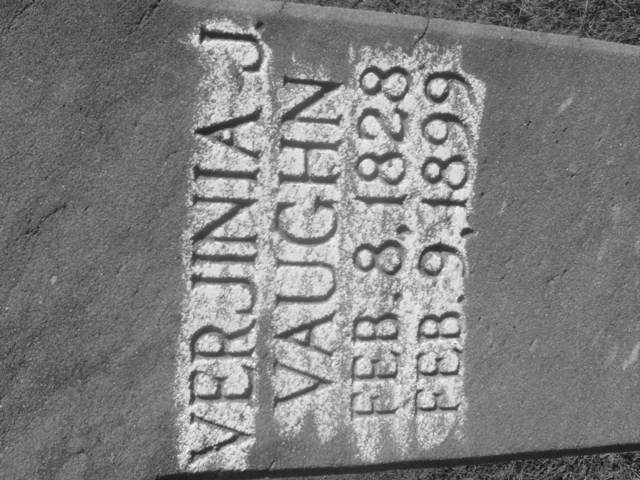 VERJINIA J.
VAUGHN
FEB. 8, 1828
FEB. 9, 1899